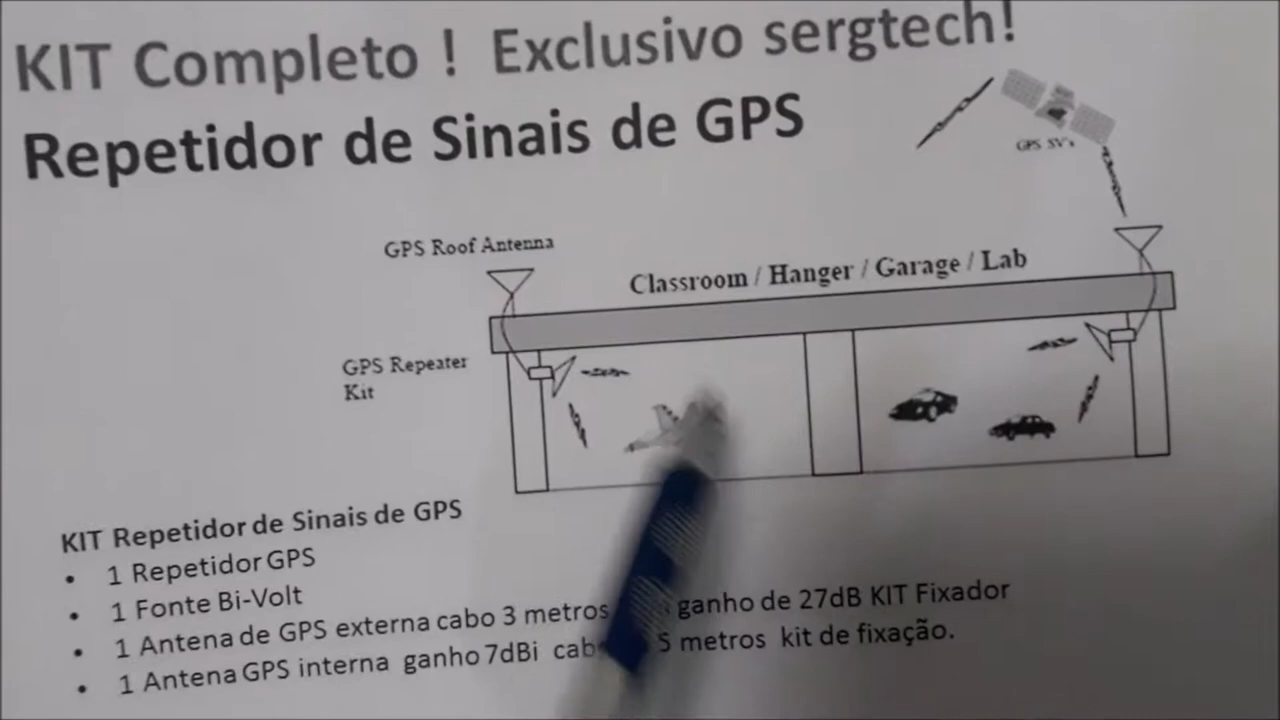 KIT Completo ! Exclusivo sergtech!
Repetidor de Sinais de GPS
GPS SV's
GPS Roof Antenna
Classroom / Hanger / Garage / Lab
GPS Repeater
Kit
KIT Repetidor de Sinais de GPS
• 1 Repetidor GPS
• 1 Fonte Bi-Volt
• 1 Antena de GPS externa cabo 3 metros ganho de 27dB KIT Fixador
• 1 Antena GPS interna ganho 7dBi 5 metros kit de fixação.